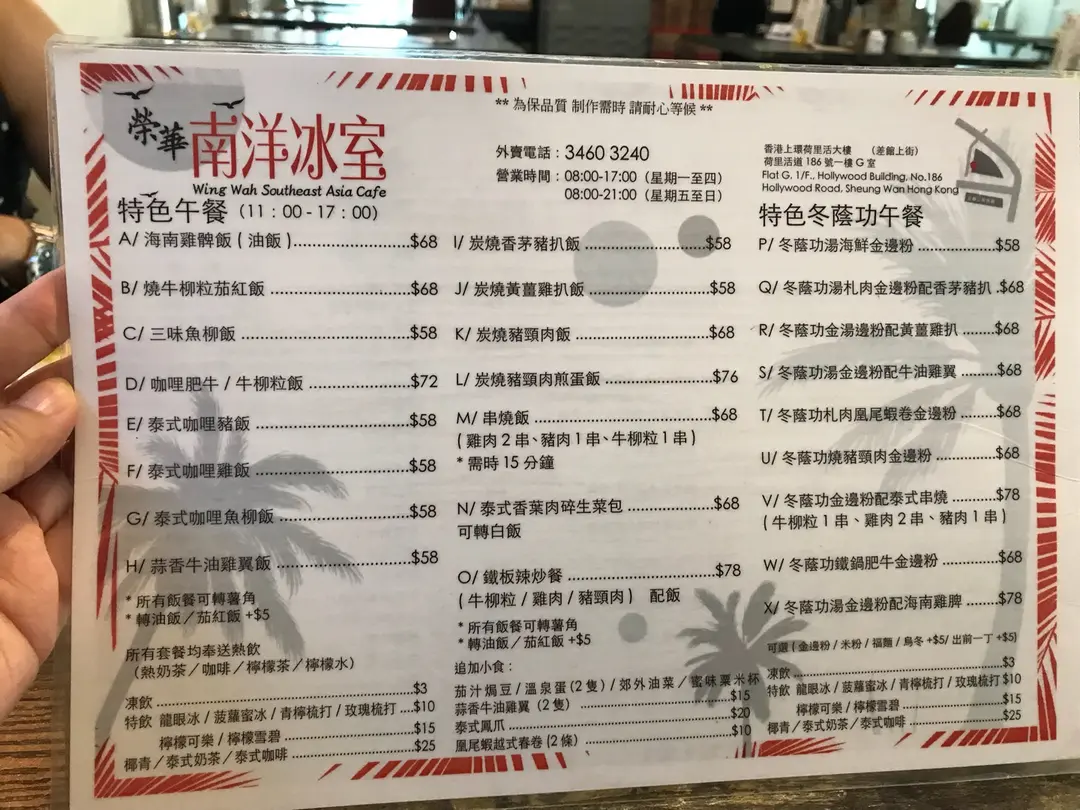 ** 為保品質 制作需時 請耐心等候 **
榮華 南洋冰室
Wing Wah Southeast Asia Cafe
外賣電話：3460 3240
營業時間：08:00-17:00（星期一至四）
08:00-21:00（星期五至日）
香港上環荷里活大樓 （差館上街）
荷里活道 186 號一樓 G 室
Flat G, 1/F., Hollywood Building, No.186
Hollywood Road, Sheung Wan Hong Kong
特色午餐（11：00 - 17：00）
A/ 海南雞髀飯 ( 油飯 )..........$68
B/ 燒牛柳粒茄紅飯 ..........$68
C/ 三味魚柳飯 ..........$58
D/ 咖哩肥牛 / 牛柳粒飯 ..........$72
E/ 泰式咖哩豬飯 ..........$58
F/ 泰式咖哩雞飯 ..........$58
G/ 泰式咖哩魚柳飯 ..........$58
H/ 蒜香牛油雞翼飯 ..........$58
* 所有飯餐可轉薯角
* 轉油飯／茄紅飯 +$5
所有套餐均奉送熱飲
（熱奶茶／咖啡／檸檬茶／檸檬水）
凍飲 ..........$3
特飲 龍眼冰 / 菠蘿蜜冰 / 青檸梳打 / 玫瑰梳打 ....$10
檸檬可樂 / 檸檬雪碧 ..........$15
椰青／泰式奶茶／泰式咖啡 ..........$25
I/ 炭燒香茅豬扒飯 ..........$58
J/ 炭燒黃薑雞扒飯 ..........$58
K/ 炭燒豬頸肉飯 ..........$68
L/ 炭燒豬頸肉煎蛋飯 ..........$76
M/ 串燒飯 ..........$68
( 雞肉 2 串、豬肉 1 串、牛柳粒 1 串 )
* 需時 15 分鐘
N/ 泰式香葉肉碎生菜包 ..........$68
可轉白飯
O/ 鐵板辣炒餐 ..........$78
( 牛柳粒 / 雞肉 / 豬頸肉 ) 配飯
* 所有飯餐可轉薯角
* 轉油飯／茄紅飯 +$5
追加小食：
茄汁焗豆／溫泉蛋 (2 隻)／郊外油菜／蜜味粟米杯
..........$15
蒜香牛油雞翼 (2 隻) ..........$20
泰式鳳爪 ..........$10
凰尾蝦越式春卷 (2 條) ..........
特色冬蔭功午餐
P/ 冬蔭功湯海鮮金邊粉 ..........$58
Q/ 冬蔭功湯札肉金邊粉配香茅豬扒 .$68
R/ 冬蔭功金湯邊粉配黃薑雞扒 ........$68
S/ 冬蔭功湯金邊粉配牛油雞翼 ........$68
T/ 冬蔭功札肉凰尾蝦卷金邊粉 ........$68
U/ 冬蔭功燒豬頸肉金邊粉 ..........$68
V/ 冬蔭功金邊粉配泰式串燒 ..........$78
( 牛柳粒 1 串、雞肉 2 串、豬肉 1 串 )
W/ 冬蔭功鐵鍋肥牛金邊粉 ..........$68
X/ 冬蔭功湯金邊粉配海南雞脾 ........$78
可選 ( 金邊粉 / 米粉 / 福麵 / 烏冬 +$5/ 出前一丁 +$5)
凍飲 ..........$3
特飲 龍眼冰 / 菠蘿蜜冰 / 青檸梳打 / 玫瑰梳打 $10
檸檬可樂 / 檸檬雪碧 ..........$15
椰青 / 泰式奶茶 / 泰式咖啡 ..........$25